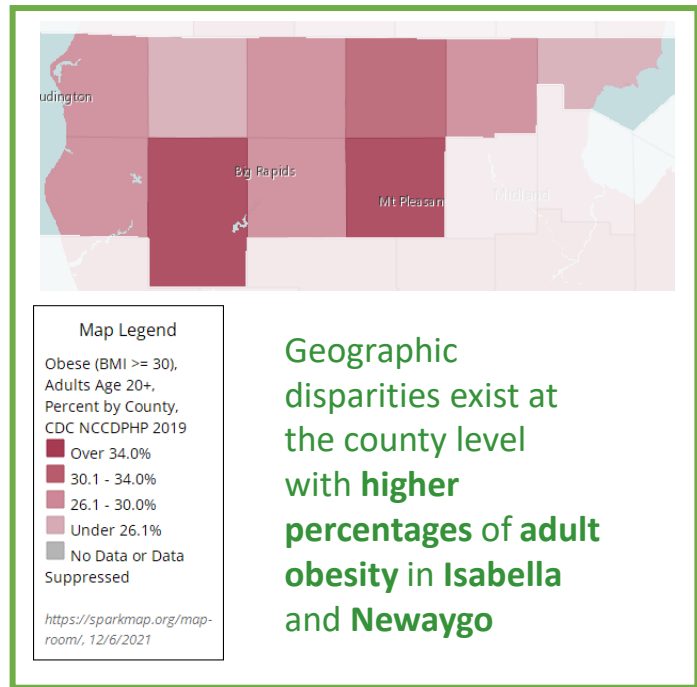 udington
Big Rapids
Mt Pleasan
Midland
Map Legend
Obese (BMI >= 30),
Adults Age 20+,
Percent by County,
CDC NCCDPHP 2019
Over 34.0%
30.1 - 34.0%
26.1 - 30.0%
Under 26.1%
No Data or Data
Suppressed
https://sparkmap.org/map-
room/, 12/6/2021
Geographic
disparities exist at
the county level
with higher
percentages of adult
obesity in Isabella
and Newaygo